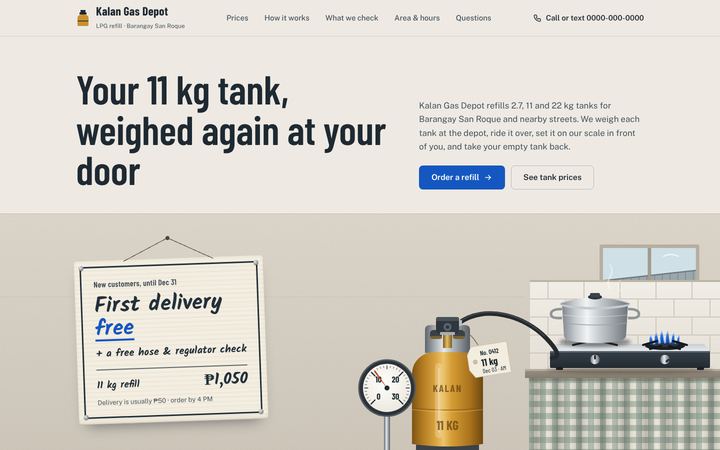 Kalan Gas Depot
LPG refill · Barangay San Roque
Prices
How it works
What we check
Area & hours
Questions
Call or text 0000-000-0000
Your 11 kg tank,
weighed again at your
door
Kalan Gas Depot refills 2.7, 11 and 22 kg tanks for
Barangay San Roque and nearby streets. We weigh each
tank at the depot, ride it over, set it on our scale in front
of you, and take your empty tank back.
Order a refill →
See tank prices
New customers, until Dec 31
First delivery
free
+ a free hose & regulator check
11 kg refill ₱1,050
Delivery is usually ₱50 · order by 4 PM
10 20
0 30
KALAN
11 KG
No. 0412
11 kg
Dec 03 · AM